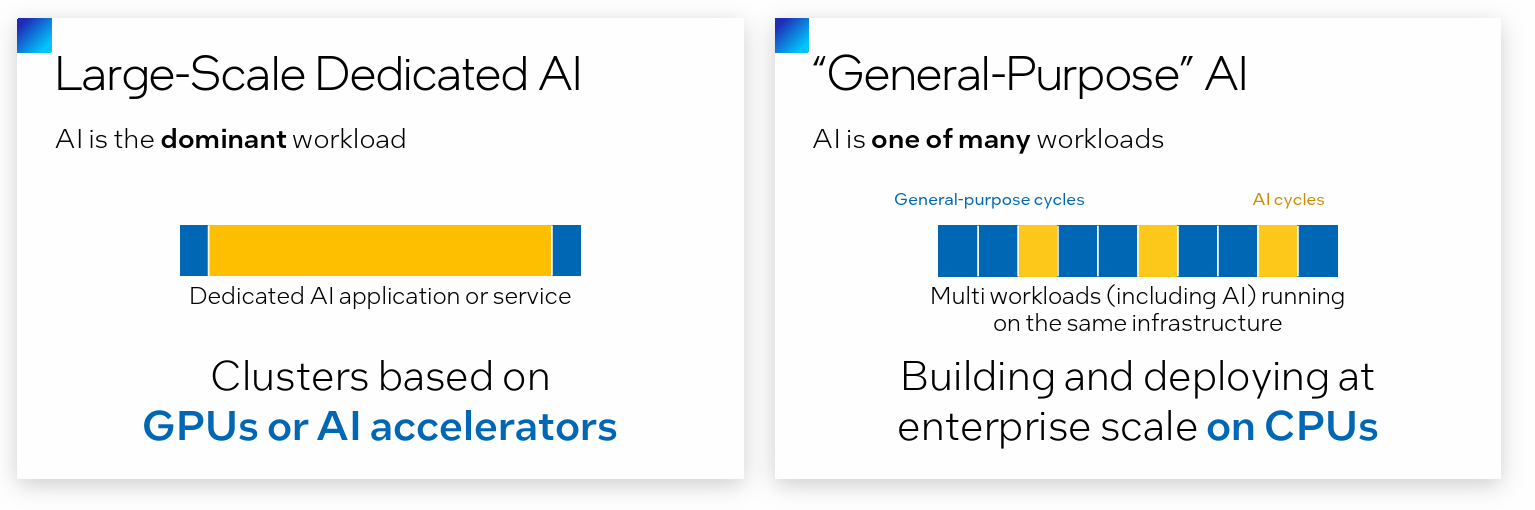 Large-Scale Dedicated AI
AI is the dominant workload
Dedicated AI application or service
Clusters based on
GPUs or AI accelerators
“General-Purpose” AI
AI is one of many workloads
General-purpose cycles
AI cycles
Multi workloads (including AI) running
on the same infrastructure
Building and deploying at
enterprise scale on CPUs